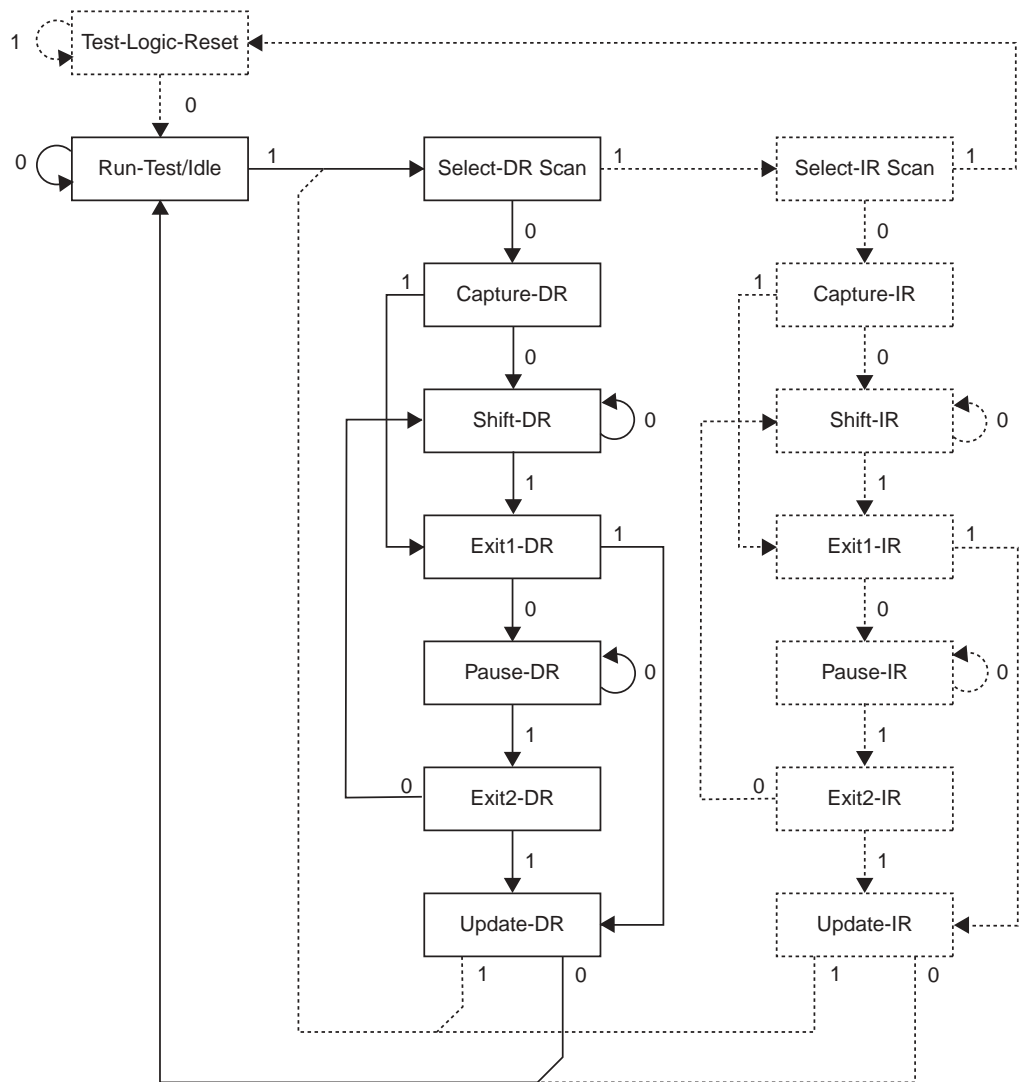 1
Test-Logic-Reset
0
0
Run-Test/Idle
1
Select-DR Scan
1
Select-IR Scan
1
0
0
1
Capture-DR
1
Capture-IR
0
0
Shift-DR
0
Shift-IR
0
1
1
Exit1-DR
1
Exit1-IR
1
0
0
Pause-DR
0
Pause-IR
0
1
1
0
Exit2-DR
0
Exit2-IR
1
1
Update-DR
Update-IR
1
0
1
0